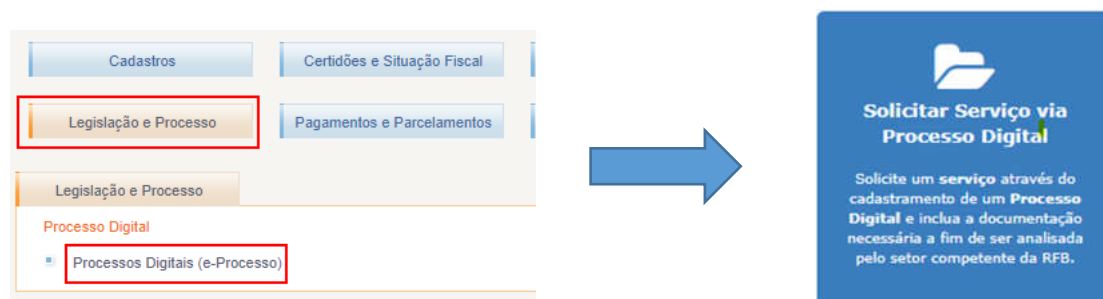 Cadastros
Certidões e Situação Fiscal
Legislação e Processo
Pagamentos e Parcelamentos
Legislação e Processo
Processo Digital
Processos Digitais (e-Processo)
Solicitar Serviço via
Processo Digital
Solicite um serviço através do
cadastramento de um Processo
Digital e inclua a documentação
necessária a fim de ser analisada
pelo setor competente da RFB.